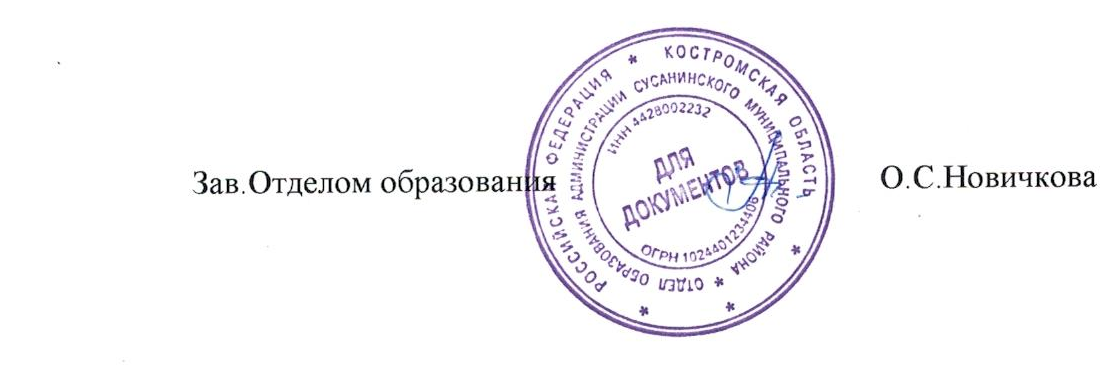 Зав.Отделом образования
О.С.Новичкова
РОССИЙСКАЯ ФЕДЕРАЦИЯ * КОСТРОМСКАЯ ОБЛАСТЬ * * *
ОТДЕЛ ОБРАЗОВАНИЯ АДМИНИСТРАЦИИ СУСАНИНСКОГО МУНИЦИПАЛЬНОГО РАЙОНА *
ИНН 4428002232
ДЛЯ
ДОКУМЕНТОВ
ОГРН 1024401234406